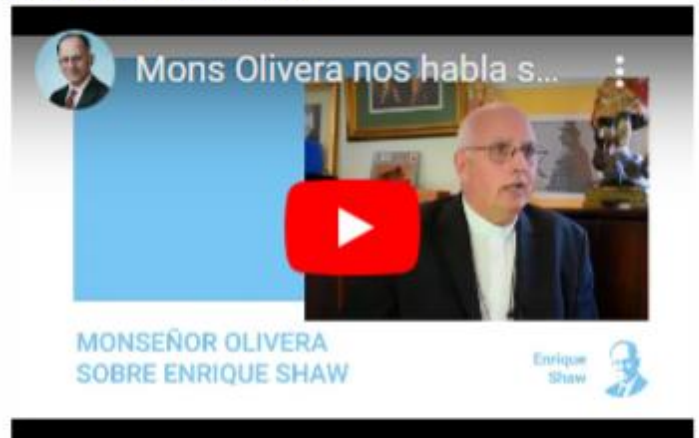 Mons Olivera nos habla s...
MONSEÑOR OLIVERA
SOBRE ENRIQUE SHAW
Enrique
Shaw